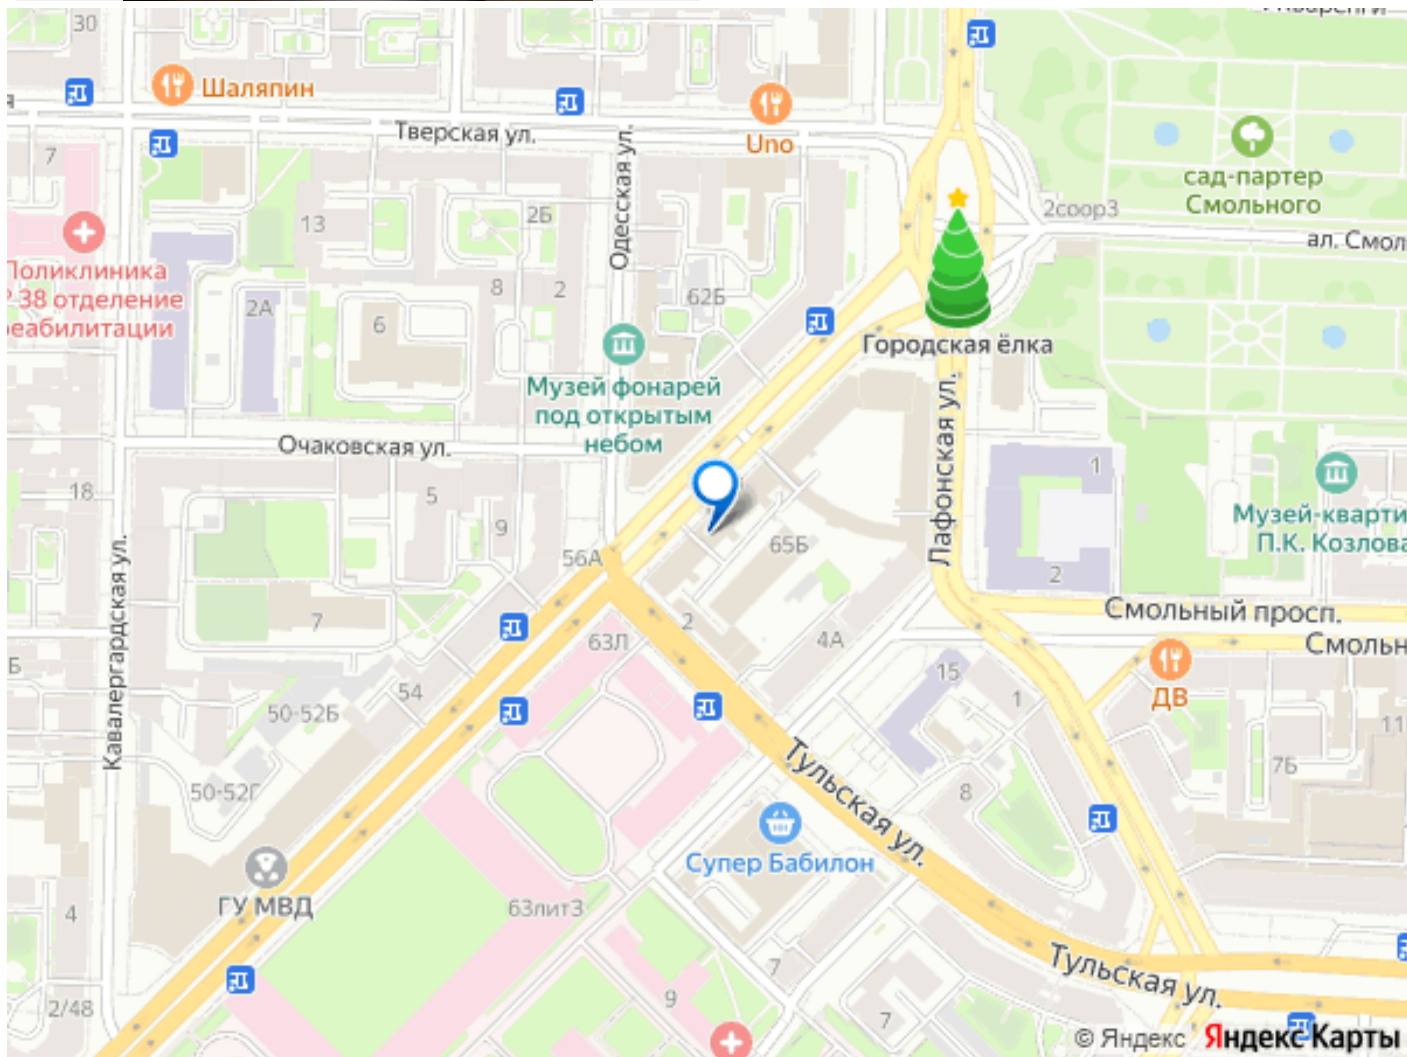 30
Шаляпин
Тверская ул.
Uno
Одесская ул.
7
13
2Б
сад-партер
Смольного
2соор3
ал. Смол
Поликлиника
38 отделение
реабилитации
2А
6
8
2
62Б
Городская ёлка
Музей фонарей
под открытым
небом
Очаковская ул.
Лафонская ул.
18
5
9
1
Музей-кварти
П.К. Козлова
56А
65Б
2
Кавалергардская ул.
7
63Л
2
4А
Смольный просп.
Смольн
Б
54
15
1
ДВ
50-52Б
11
7Б
50-52Г
Тульская ул.
8
Супер Бабилон
ГУ МВД
63лит3
4
7
Тульская ул.
2/48
9
7
© Яндекс Яндекс Карты